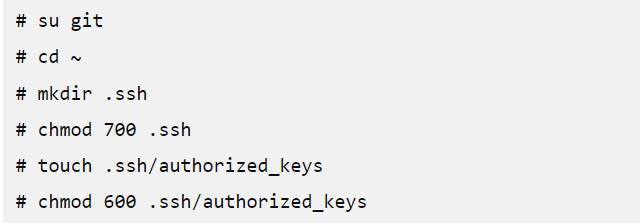 # su git
# cd ~
# mkdir .ssh
# chmod 700 .ssh
# touch .ssh/authorized_keys
# chmod 600 .ssh/authorized_keys